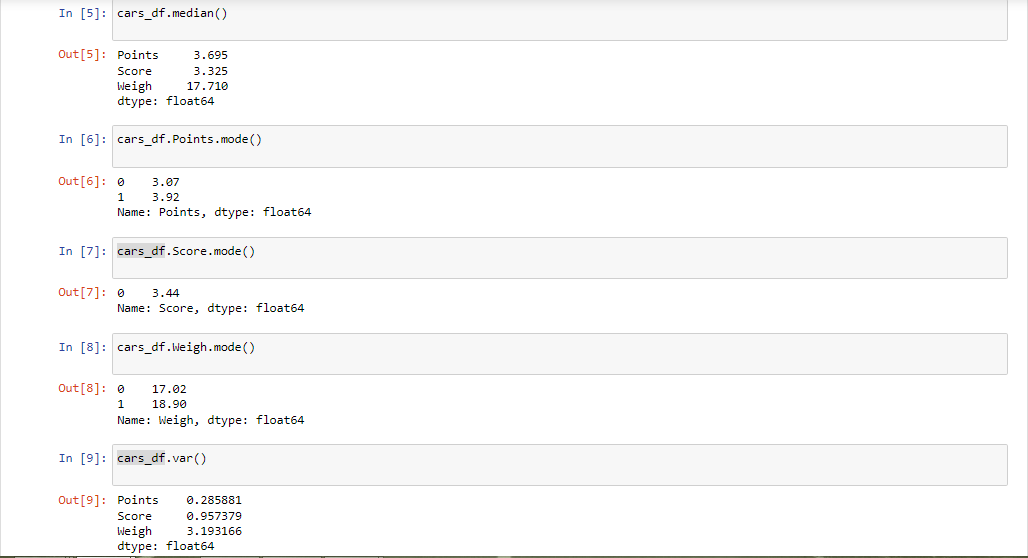 In [5]: cars_df.median()
Out[5]: Points 3.695
Score 3.325
Weigh 17.710
dtype: float64
In [6]: cars_df.Points.mode()
Out[6]: 0 3.07
1 3.92
Name: Points, dtype: float64
In [7]: cars_df.Score.mode()
Out[7]: 0 3.44
Name: Score, dtype: float64
In [8]: cars_df.Weigh.mode()
Out[8]: 0 17.02
1 18.90
Name: Weigh, dtype: float64
In [9]: cars_df.var()
Out[9]: Points 0.285881
Score 0.957379
Weigh 3.193166
dtype: float64